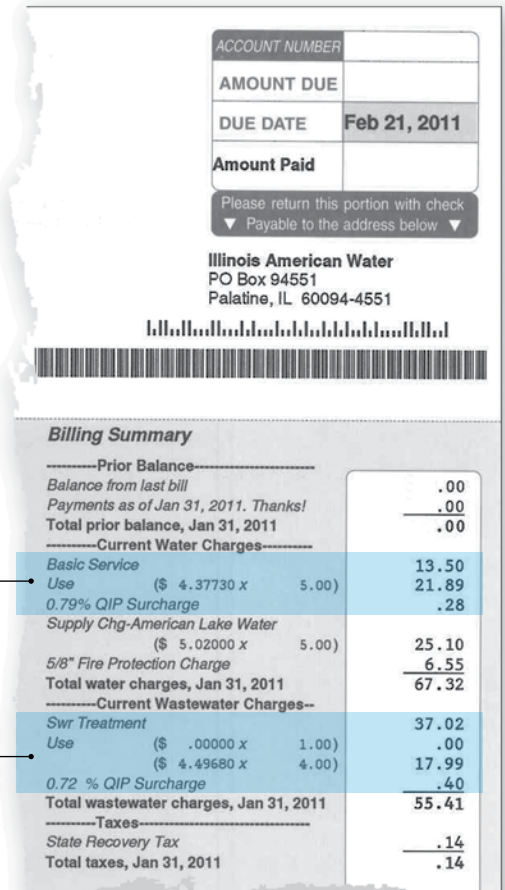 ACCOUNT NUMBER
AMOUNT DUE
DUE DATE Feb 21, 2011
Amount Paid
Please return this portion with check
▼ Payable to the address below ▼
Illinois American Water
PO Box 94551
Palatine, IL 60094-4551
Billing Summary
----------Prior Balance------------------------
Balance from last bill .00
Payments as of Jan 31, 2011. Thanks! .00
Total prior balance, Jan 31, 2011 .00
----------Current Water Charges----------
Basic Service 13.50
Use ($ 4.37730 x 5.00) 21.89
0.79% QIP Surcharge .28
Supply Chg-American Lake Water
($ 5.02000 x 5.00) 25.10
5/8" Fire Protection Charge 6.55
Total water charges, Jan 31, 2011 67.32
----------Current Wastewater Charges--
Swr Treatment 37.02
Use ($ .00000 x 1.00) .00
($ 4.49680 x 4.00) 17.99
0.72 % QIP Surcharge .40
Total wastewater charges, Jan 31, 2011 55.41
----------Taxes----------------------------------
State Recovery Tax .14
Total taxes, Jan 31, 2011 .14